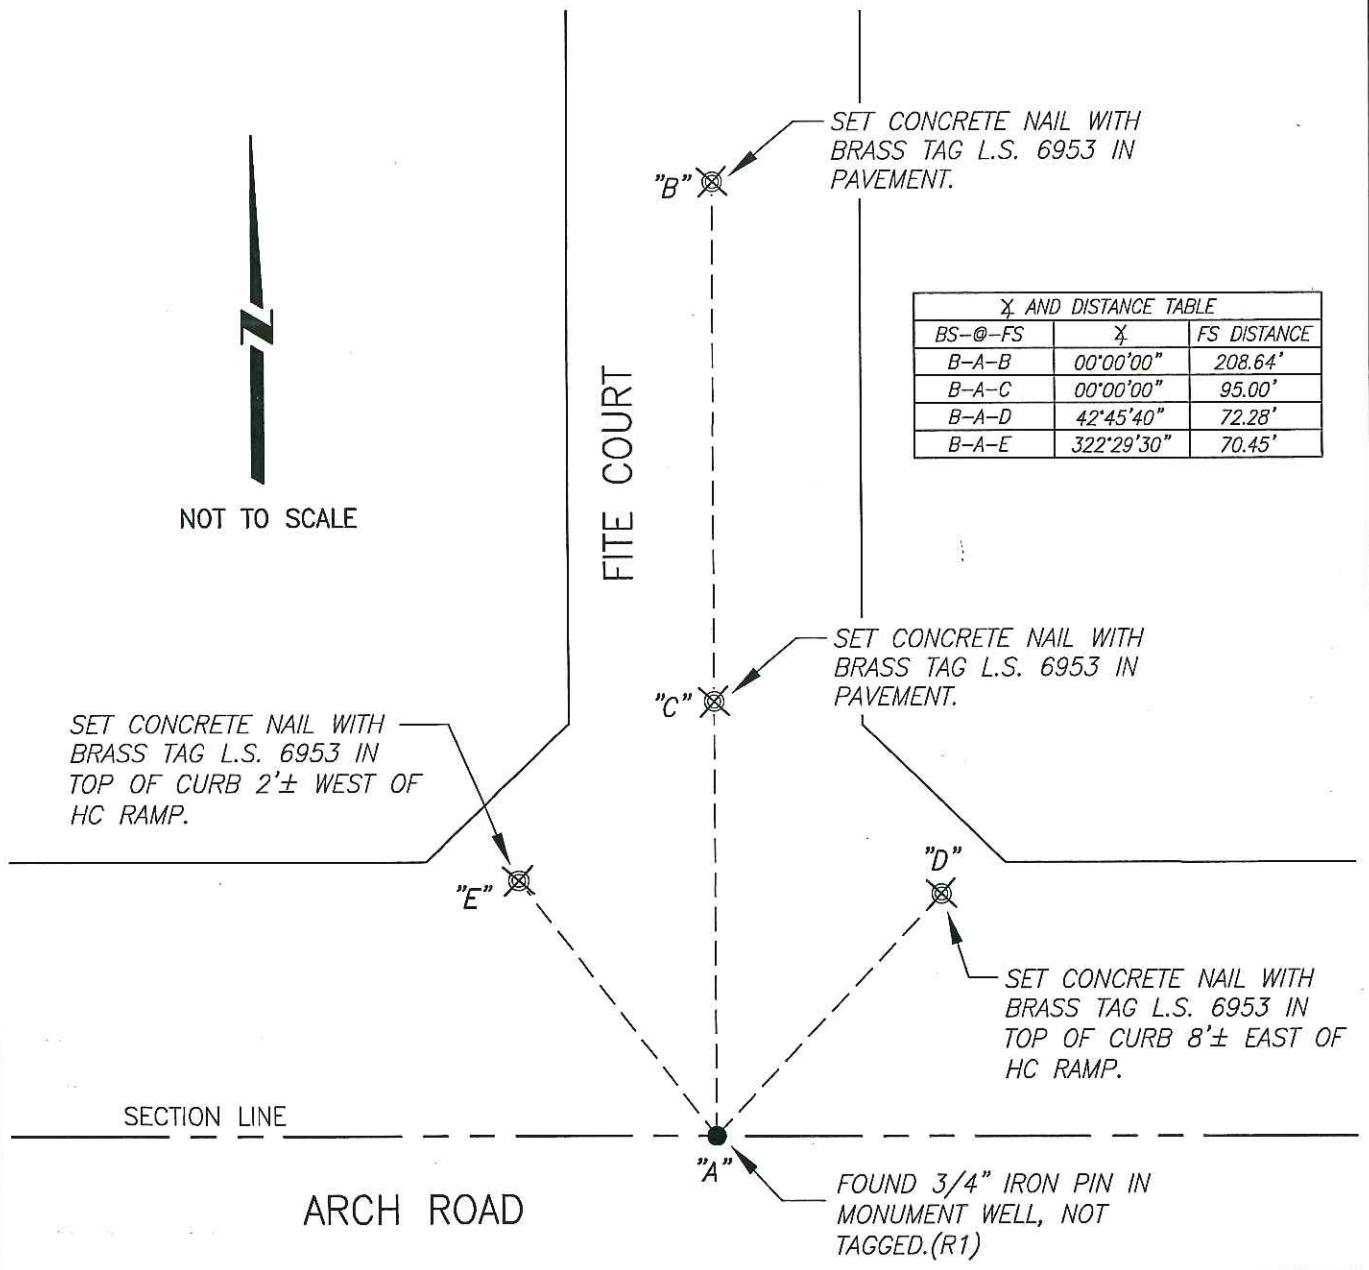 SET CONCRETE NAIL WITH
BRASS TAG L.S. 6953 IN
PAVEMENT.
"B"
∡ AND DISTANCE TABLE
BS-@-FS ∡ FS DISTANCE
B-A-B 00°00'00" 208.64'
B-A-C 00°00'00" 95.00'
B-A-D 42°45'40" 72.28'
B-A-E 322°29'30" 70.45'
N
NOT TO SCALE
FITE COURT
SET CONCRETE NAIL WITH
BRASS TAG L.S. 6953 IN
PAVEMENT.
"C"
SET CONCRETE NAIL WITH
BRASS TAG L.S. 6953 IN
TOP OF CURB 2'± WEST OF
HC RAMP.
"E"
"D"
SET CONCRETE NAIL WITH
BRASS TAG L.S. 6953 IN
TOP OF CURB 8'± EAST OF
HC RAMP.
SECTION LINE
"A"
FOUND 3/4" IRON PIN IN
MONUMENT WELL, NOT
TAGGED.(R1)
ARCH ROAD